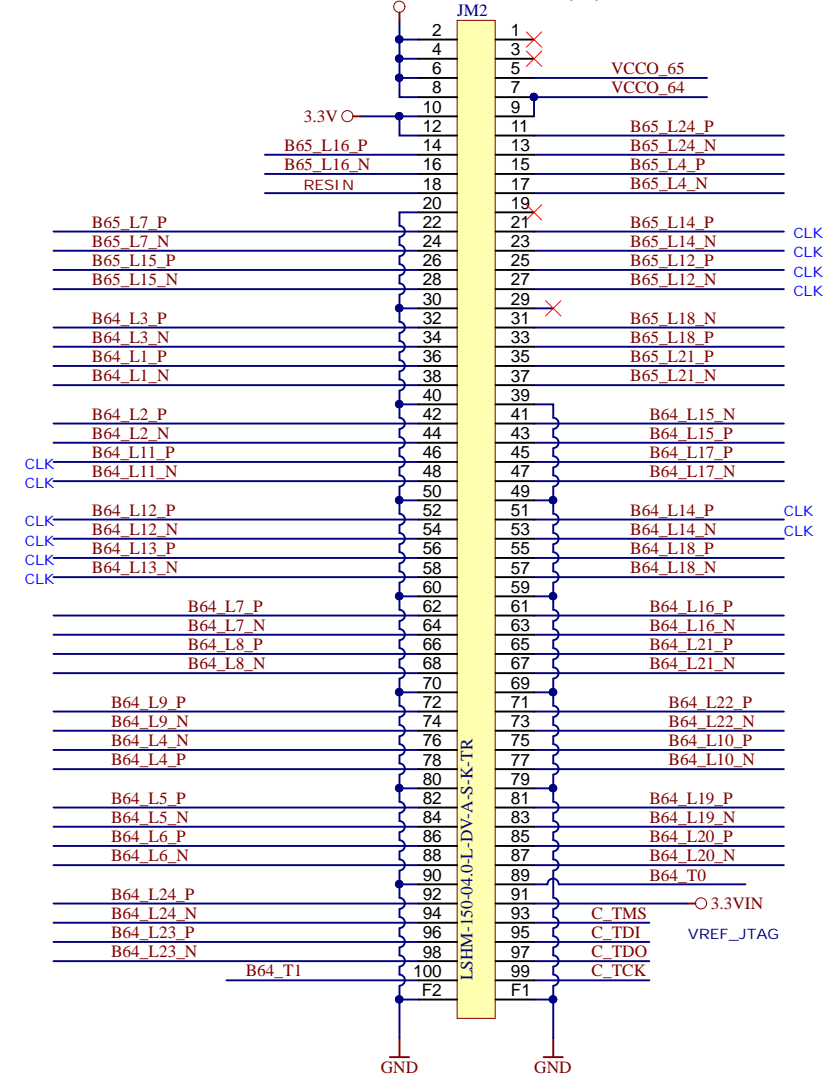 JM2
2 1
4 3
6 5 VCCO_65
8 7 VCCO_64
3.3V 10 9
12 11 B65_L24_P
B65_L16_P 14 13 B65_L24_N
B65_L16_N 16 15 B65_L4_P
RESIN 18 17 B65_L4_N
20 19
B65_L7_P 22 21 B65_L14_P CLK
B65_L7_N 24 23 B65_L14_N CLK
B65_L15_P 26 25 B65_L12_P CLK
B65_L15_N 28 27 B65_L12_N CLK
30 29
B64_L3_P 32 31 B65_L18_N
B64_L3_N 34 33 B65_L18_P
B64_L1_P 36 35 B65_L21_P
B64_L1_N 38 37 B65_L21_N
40 39
B64_L2_P 42 41 B64_L15_N
B64_L2_N 44 43 B64_L15_P
CLK B64_L11_P 46 45 B64_L17_P
CLK B64_L11_N 48 47 B64_L17_N
50 49
CLK B64_L12_P 52 51 B64_L14_P CLK
CLK B64_L12_N 54 53 B64_L14_N CLK
CLK B64_L13_P 56 55 B64_L18_P
CLK B64_L13_N 58 57 B64_L18_N
60 59
B64_L7_P 62 61 B64_L16_P
B64_L7_N 64 63 B64_L16_N
B64_L8_P 66 65 B64_L21_P
B64_L8_N 68 67 B64_L21_N
70 69
B64_L9_P 72 71 B64_L22_P
B64_L9_N 74 73 B64_L22_N
B64_L4_N 76 75 B64_L10_P
B64_L4_P 78 77 B64_L10_N
80 79
B64_L5_P 82 81 B64_L19_P
B64_L5_N 84 83 B64_L19_N
B64_L6_P 86 85 B64_L20_P
B64_L6_N 88 87 B64_L20_N
90 89 B64_T0
B64_L24_P 92 91 3.3VIN
B64_L24_N 94 93 C_TMS
B64_L23_P 96 95 C_TDI VREF_JTAG
B64_L23_N 98 97 C_TDO
B64_T1 100 99 C_TCK
F2 F1
LSHM-150-04.0-L-DV-A-S-K-TR
GND GND